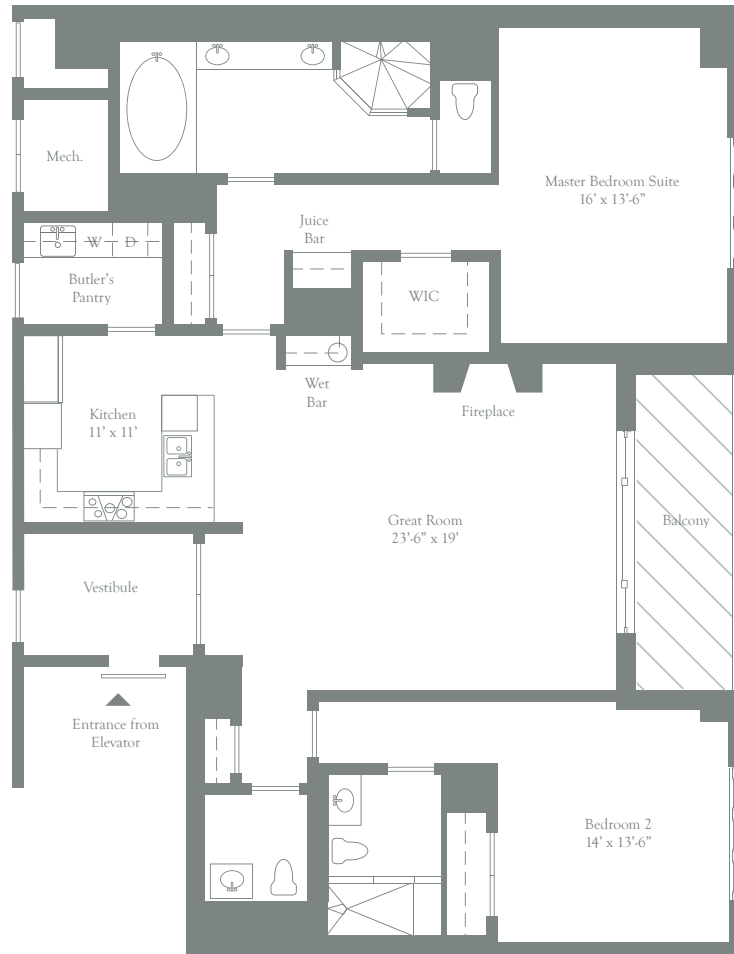 Mech.
Master Bedroom Suite
16’ x 13’-6”
Juice
Bar
W D
Butler’s
Pantry
WIC
Wet
Bar
Fireplace
Kitchen
11’ x 11’
Great Room
23’-6” x 19’
Balcony
Vestibule
Entrance from
Elevator
Bedroom 2
14’ x 13’-6”